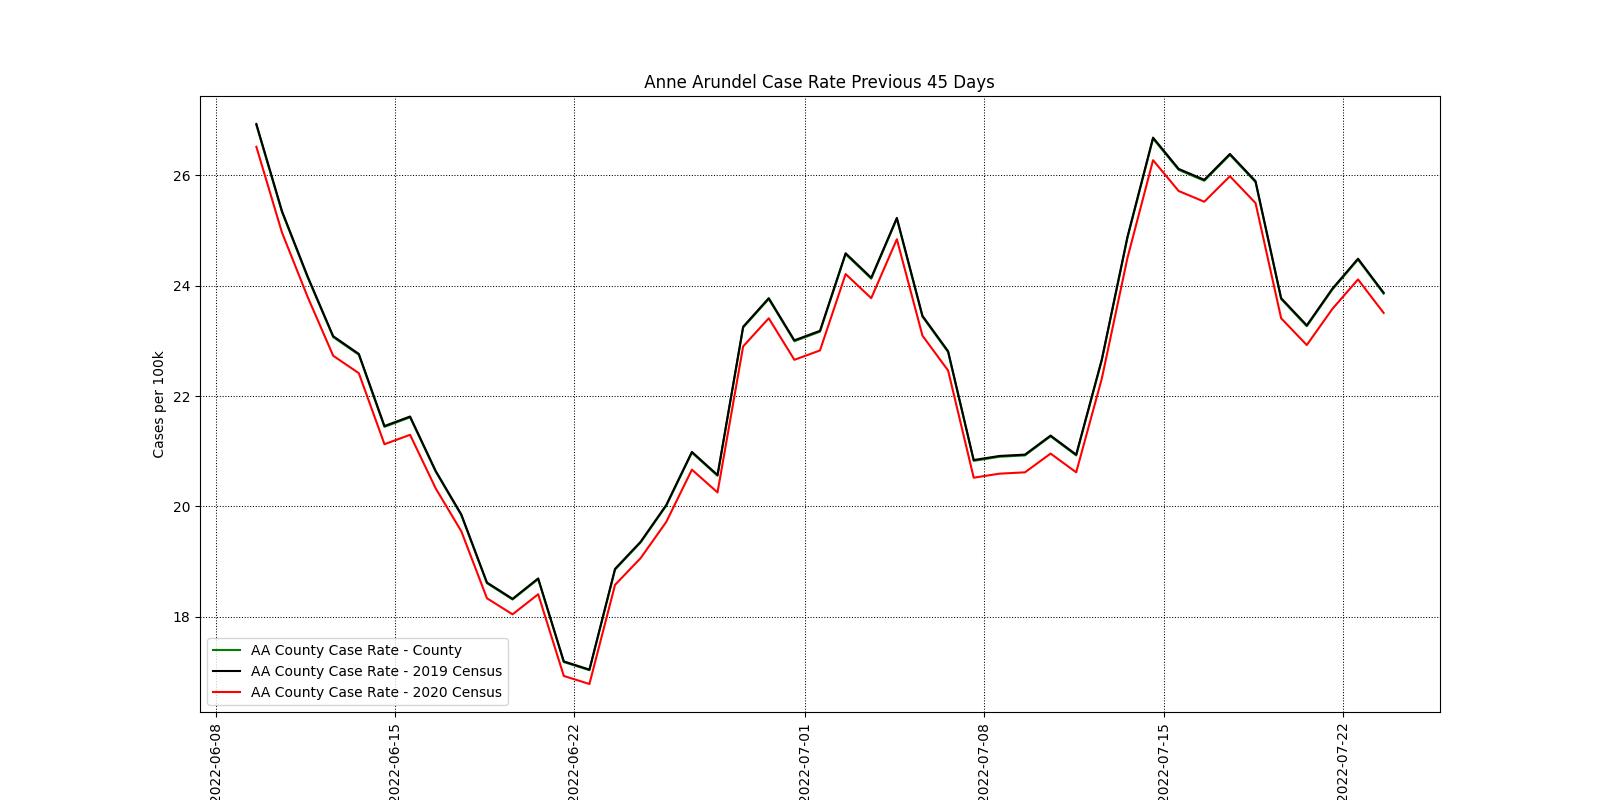 Anne Arundel Case Rate Previous 45 Days
Cases per 100k
26
24
22
20
18
AA County Case Rate - County
AA County Case Rate - 2019 Census
AA County Case Rate - 2020 Census
2022-06-08
2022-06-15
2022-06-22
2022-07-01
2022-07-08
2022-07-15
2022-07-22